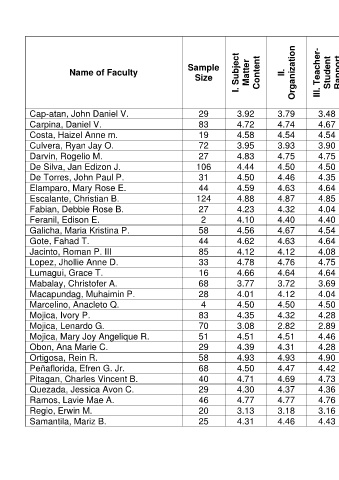 Name of Faculty Sample Size I. Subject Matter Content II. Organization III. Teacher-Student Rapport
Cap-atan, John Daniel V. 29 3.92 3.79 3.48
Carpina, Daniel V. 83 4.72 4.74 4.67
Costa, Haizel Anne m. 19 4.58 4.54 4.54
Culvera, Ryan Jay O. 72 3.95 3.93 3.90
Darvin, Rogelio M. 27 4.83 4.75 4.75
De Silva, Jan Edizon J. 106 4.44 4.50 4.50
De Torres, John Paul P. 31 4.50 4.46 4.35
Elamparo, Mary Rose E. 44 4.59 4.63 4.64
Escalante, Christian B. 124 4.88 4.87 4.85
Fabian, Debbie Rose B. 27 4.23 4.32 4.04
Feranil, Edison E. 2 4.10 4.40 4.40
Galicha, Maria Kristina P. 58 4.56 4.67 4.54
Gote, Fahad T. 44 4.62 4.63 4.64
Jacinto, Roman P. III 85 4.12 4.12 4.08
Lopez, Jhollie Anne D. 33 4.78 4.76 4.75
Lumagui, Grace T. 16 4.66 4.64 4.64
Mabalay, Christofer A. 68 3.77 3.72 3.69
Macapundag, Muhaimin P. 28 4.01 4.12 4.04
Marcelino, Anacleto Q. 4 4.50 4.50 4.50
Mojica, Ivory P. 83 4.35 4.32 4.28
Mojica, Lenardo G. 70 3.08 2.82 2.89
Mojica, Mary Joy Angelique R. 51 4.51 4.51 4.46
Obon, Ana Marie C. 29 4.39 4.31 4.28
Ortigosa, Rein R. 58 4.93 4.93 4.90
Peñaflorida, Efren G. Jr. 68 4.50 4.47 4.42
Pitagan, Charles Vincent B. 40 4.71 4.69 4.73
Quezada, Jessica Avon C. 29 4.30 4.37 4.36
Ramos, Lavie Mae A. 46 4.77 4.77 4.76
Regio, Erwin M. 20 3.13 3.18 3.16
Samantila, Mariz B. 25 4.31 4.46 4.43